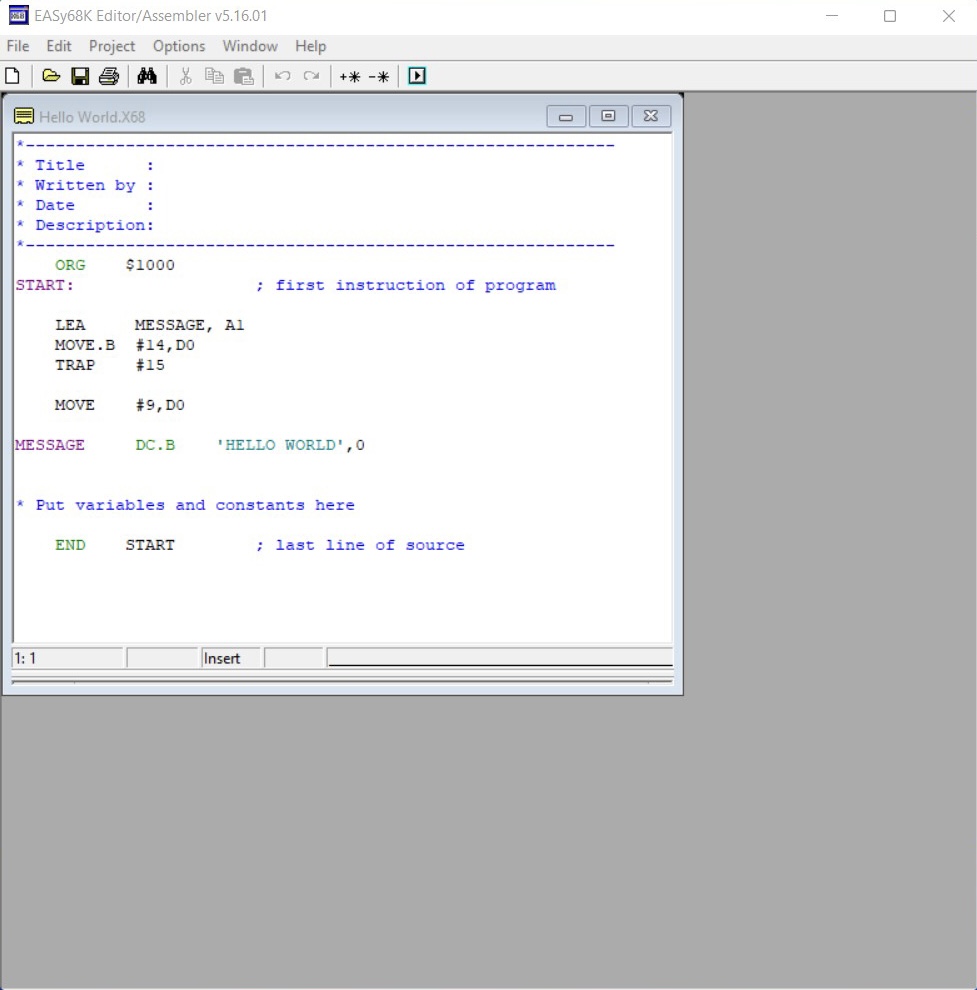 EASy68K Editor/Assembler v5.16.01
File Edit Project Options Window Help
+* -*
Hello World.X68
*-----------------------------------------------------------
* Title      :
* Written by :
* Date       :
* Description:
*-----------------------------------------------------------
    ORG    $1000
START:                  ; first instruction of program
    LEA     MESSAGE, A1
    MOVE.B  #14,D0
    TRAP    #15
    MOVE    #9,D0
MESSAGE     DC.B    'HELLO WORLD',0
* Put variables and constants here
    END    START        ; last line of source
1: 1 Insert